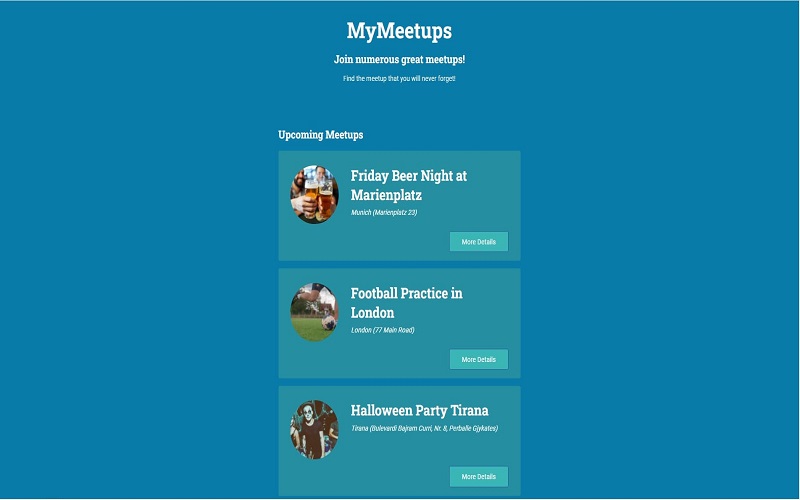 MyMeetups
Join numerous great meetups!
Find the meetup that you will never forget!
Upcoming Meetups
Friday Beer Night at
Marienplatz
Munich (Marienplatz 23)
More Details
Football Practice in
London
London (77 Main Road)
More Details
Halloween Party Tirana
Tirana (Bulevardi Bajram Curri, Nr. 8, Perballe Gjykates)
More Details